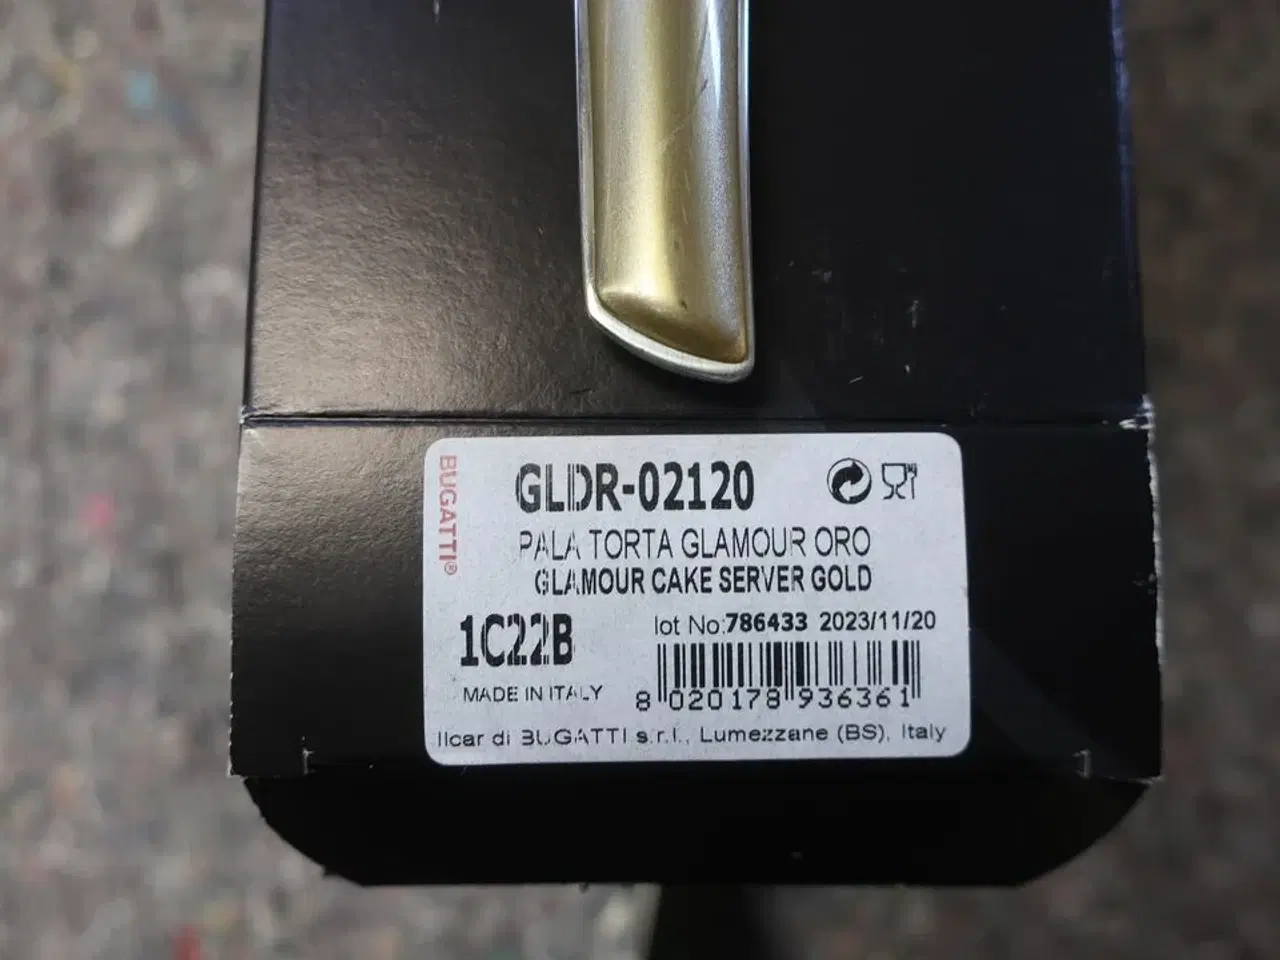 BUGATTI®
GLDR-02120
PALA TORTA GLAMOUR ORO
GLAMOUR CAKE SERVER GOLD
1C22B
lot No:786433 2023/11/20
MADE IN ITALY
8 020178 936361
Ilcar di BUGATTI s.r.l., Lumezzane (BS), Italy